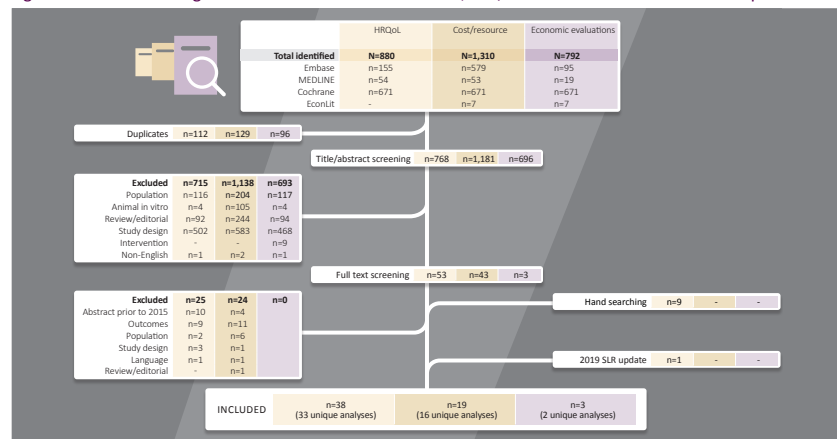 HRQoL Cost/resource Economic evaluations
Total identified N=880 N=1,310 N=792
Embase n=155 n=579 n=95
MEDLINE n=54 n=53 n=19
Cochrane n=671 n=671 n=671
EconLit - n=7 n=7
Duplicates n=112 n=129 n=96
Title/abstract screening n=768 n=1,181 n=696
Excluded n=715 n=1,138 n=693
Population n=116 n=204 n=117
Animal in vitro n=4 n=105 n=4
Review/editorial n=92 n=244 n=94
Study design n=502 n=583 n=468
Intervention - - n=9
Non-English n=1 n=2 n=1
Full text screening n=53 n=43 n=3
Excluded n=25 n=24 n=0
Abstract prior to 2015 n=10 n=4
Outcomes n=9 n=11
Population n=2 n=6
Study design n=3 n=1
Language n=1 n=1
Review/editorial - n=1
Hand searching n=9 - -
2019 SLR update n=1 - -
INCLUDED n=38 n=19 n=3
(33 unique analyses) (16 unique analyses) (2 unique analyses)